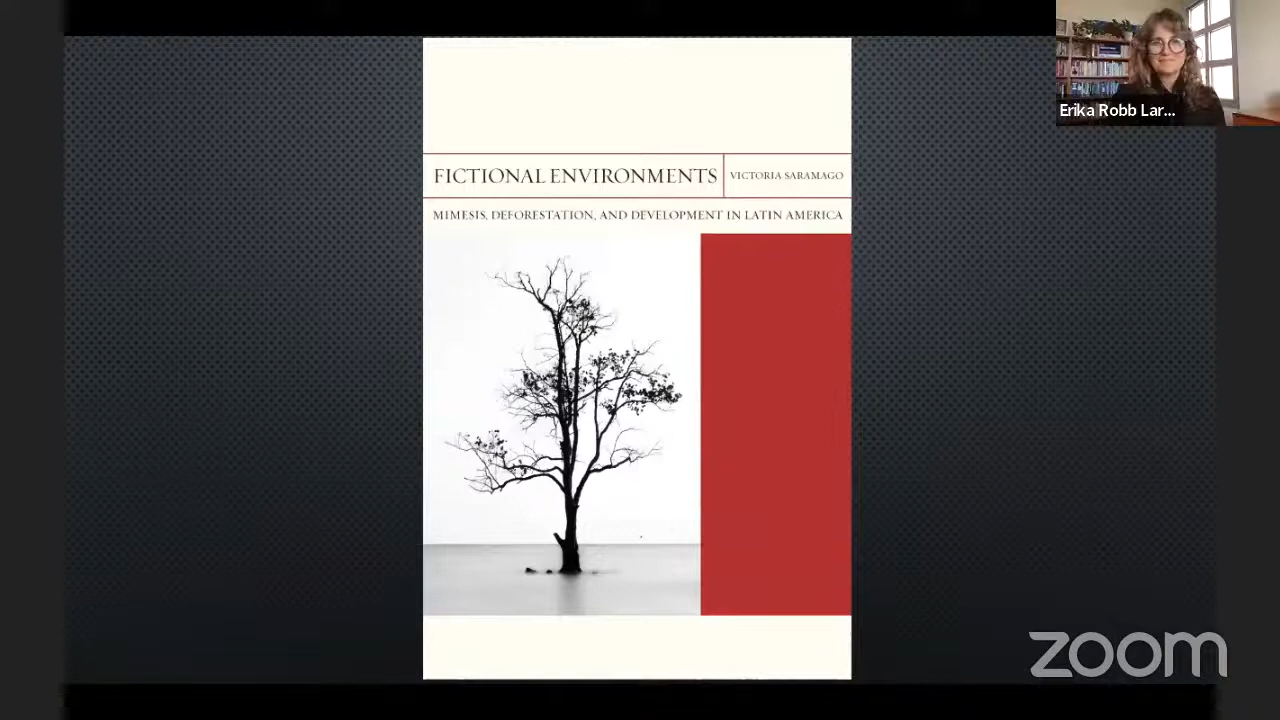 FICTIONAL ENVIRONMENTS
VICTORIA SARAMAGO
MIMESIS, DEFORESTATION, AND DEVELOPMENT IN LATIN AMERICA
Erika Robb Lar...
zoom